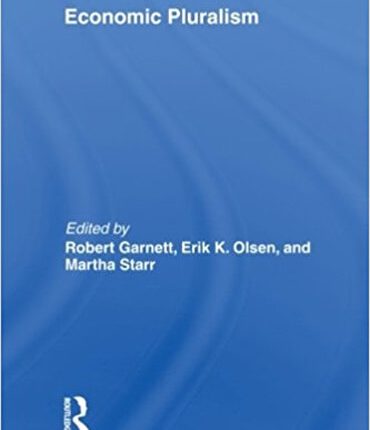 Economic Pluralism
Edited by
Robert Garnett, Erik K. Olsen, and
Martha Starr
ROUTLEDGE